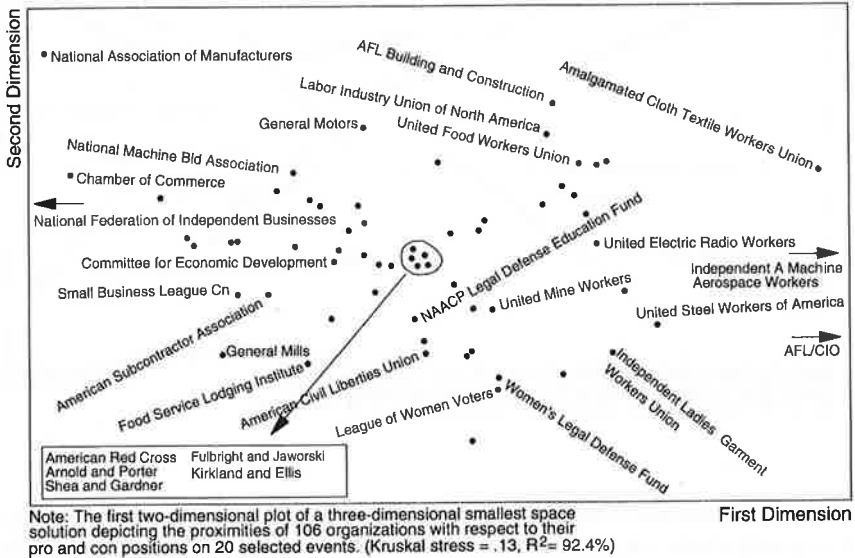 Second Dimension
National Association of Manufacturers
AFL Building and Construction
Amalgamated Cloth Textile Workers Union
Labor Industry Union of North America
General Motors
United Food Workers Union
National Machine Bld Association
Chamber of Commerce
National Federation of Independent Businesses
NAACP Legal Defense Education Fund
United Electric Radio Workers
Committee for Economic Development
Independent A Machine
Aerospace Workers
Small Business League Cn
United Mine Workers
United Steel Workers of America
American Subcontractor Association
AFL/CIO
General Mills
Food Service Lodging Institute
American Civil Liberties Union
Independent Ladies Garment
Workers Union
League of Women Voters
Women's Legal Defense Fund
American Red Cross Fulbright and Jaworski
Arnold and Porter Kirkland and Ellis
Shea and Gardner
First Dimension
Note: The first two-dimensional plot of a three-dimensional smallest space
solution depicting the proximities of 106 organizations with respect to their
pro and con positions on 20 selected events. (Kruskal stress = .13, R²= 92.4%)